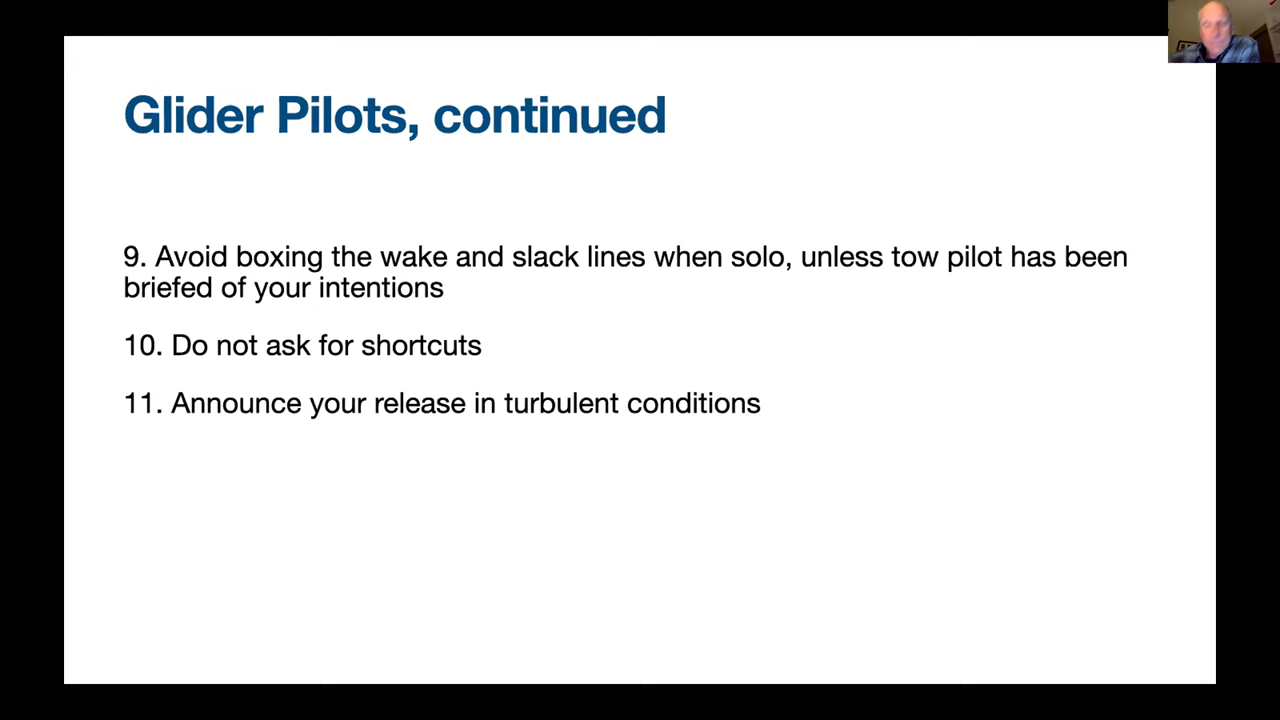 Glider Pilots, continued
9. Avoid boxing the wake and slack lines when solo, unless tow pilot has been
briefed of your intentions
10. Do not ask for shortcuts
11. Announce your release in turbulent conditions